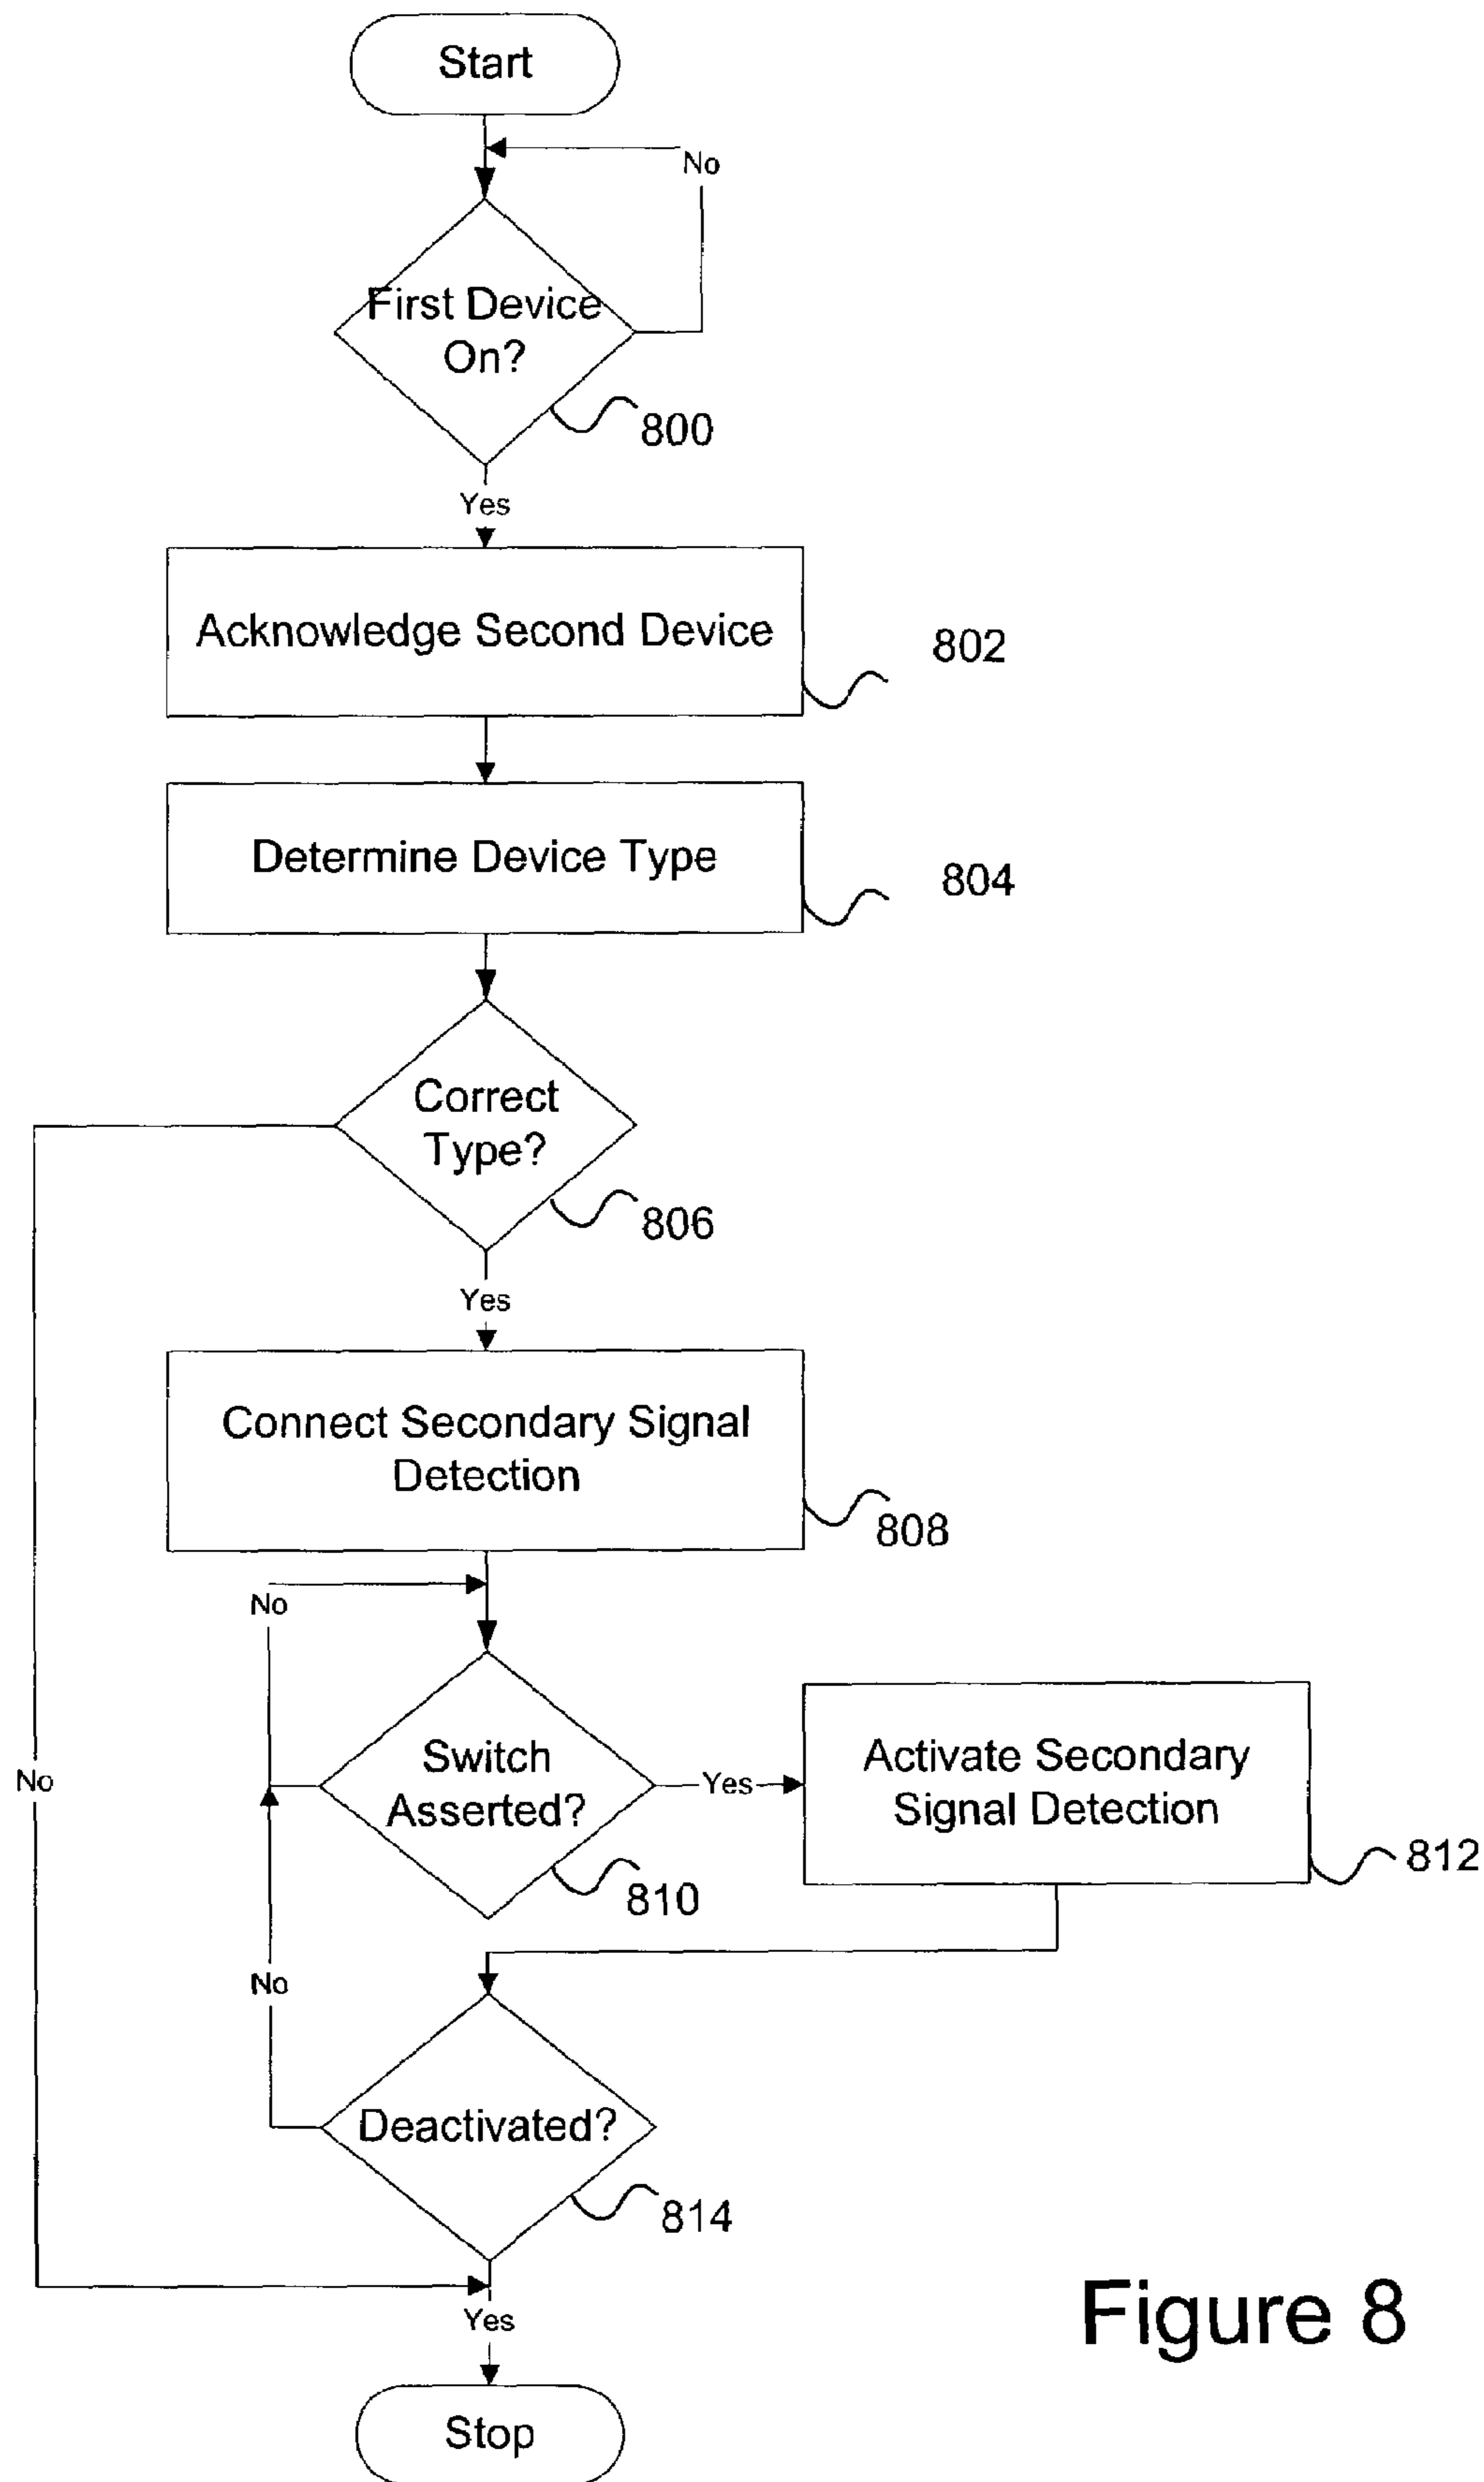 Start
No
First Device
On?
800
Yes
Acknowledge Second Device
802
Determine Device Type
804
Correct
Type?
806
Yes
Connect Secondary Signal
Detection
808
No
Switch
Asserted?
810
Yes
Activate Secondary
Signal Detection
812
No
No
Deactivated?
814
Yes
Stop
Figure 8